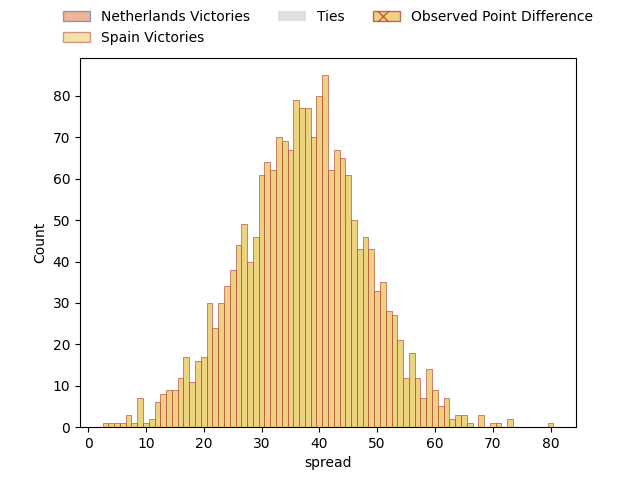 Netherlands Victories
Ties
Observed Point Difference
Spain Victories
Count
80
70
60
50
40
30
20
10
0
0 10 20 30 40 50 60 70 80
spread